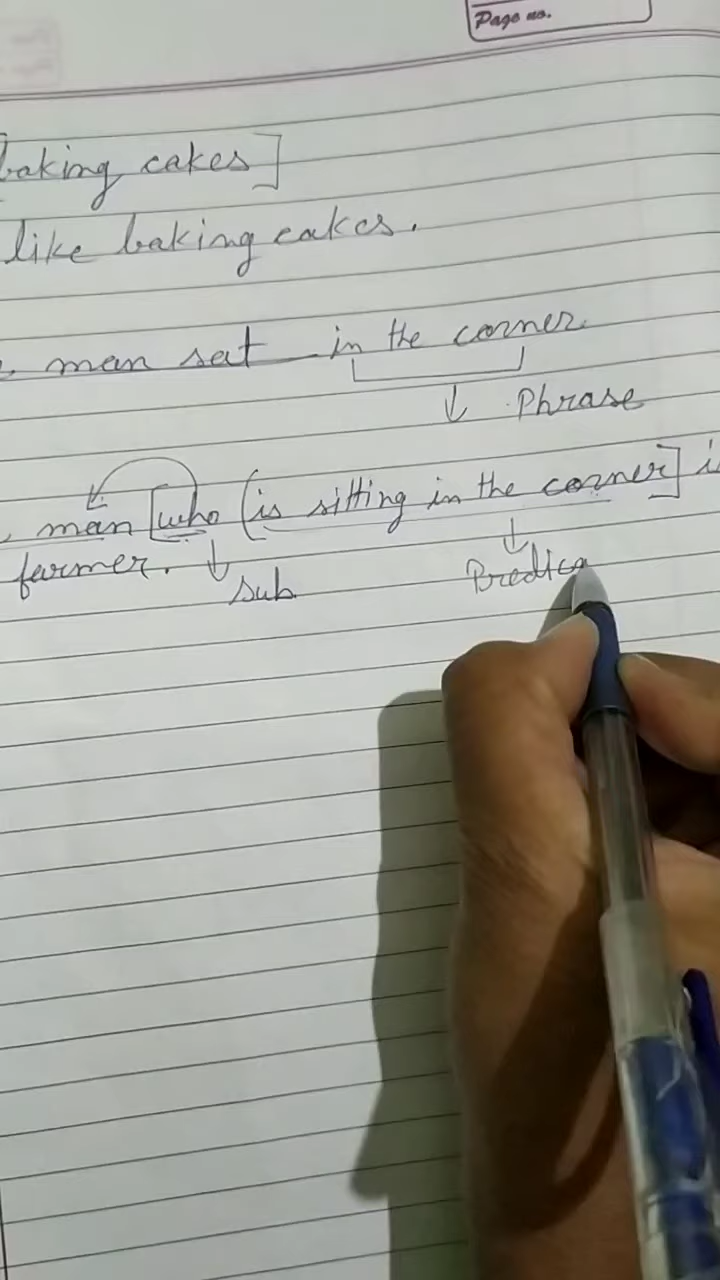 Page no.
baking cakes]
like baking cakes.
man sat in the corner.
↓ Phrase
man [who (is sitting in the corner]
farmer. ↓ Sub
↓ Predica